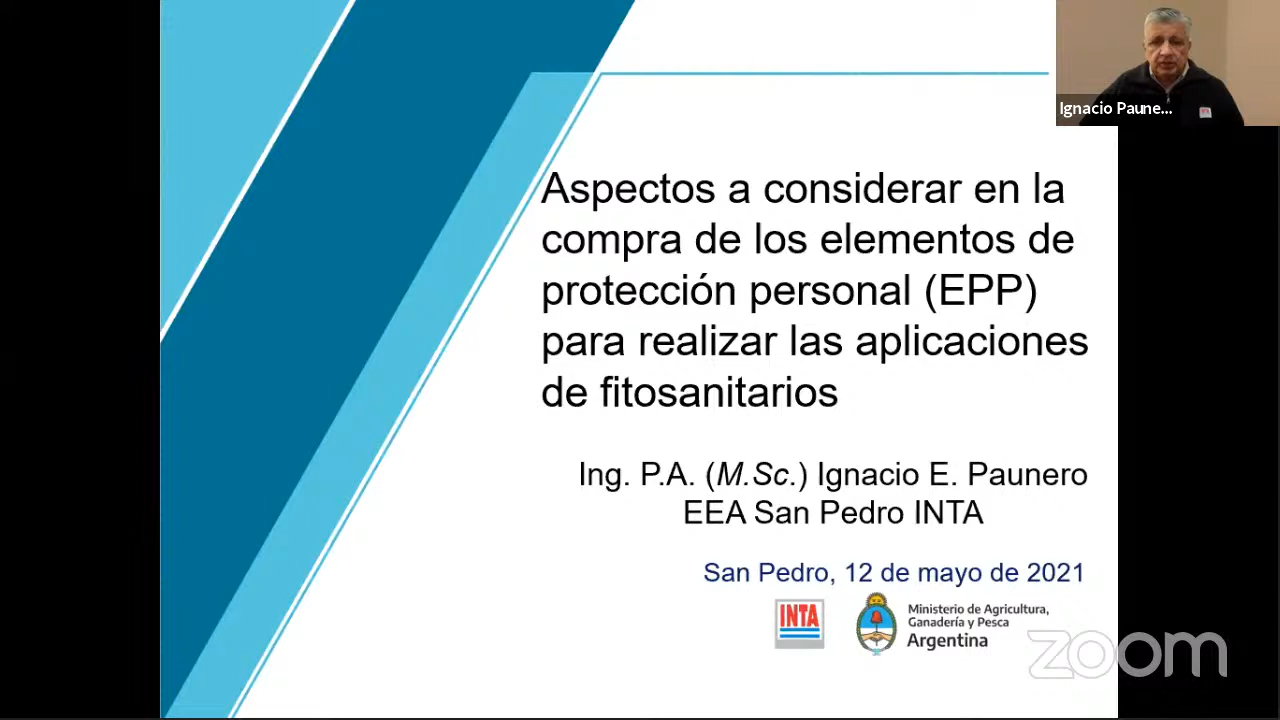 Ignacio Paune...
Aspectos a considerar en la
compra de los elementos de
protección personal (EPP)
para realizar las aplicaciones
de fitosanitarios
Ing. P.A. (M.Sc.) Ignacio E. Paunero
EEA San Pedro INTA
San Pedro, 12 de mayo de 2021
INTA
Ministerio de Agricultura,
Ganadería y Pesca
Argentina
zoom